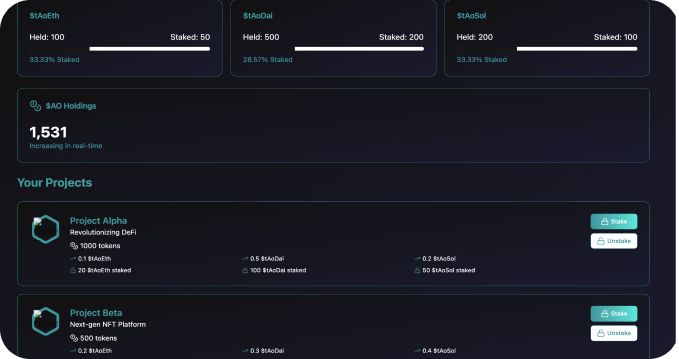 $tAoEth $tAoDai $tAoSol
Held: 100 Staked: 50 Held: 500 Staked: 200 Held: 200 Staked: 100
33.33% Staked 28.57% Staked 33.33% Staked
$AO Holdings
1,531
Increasing in real-time
Your Projects
Project Alpha
Revolutionizing DeFi
1000 tokens
0.1 $tAoEth 0.5 $tAoDai 0.2 $tAoSol
20 $tAoEth staked 100 $tAoDai staked 50 $tAoSol staked
Stake
Unstake
Project Beta
Next-gen NFT Platform
500 tokens
0.2 $tAoEth 0.3 $tAoDai 0.4 $tAoSol
Stake
Unstake